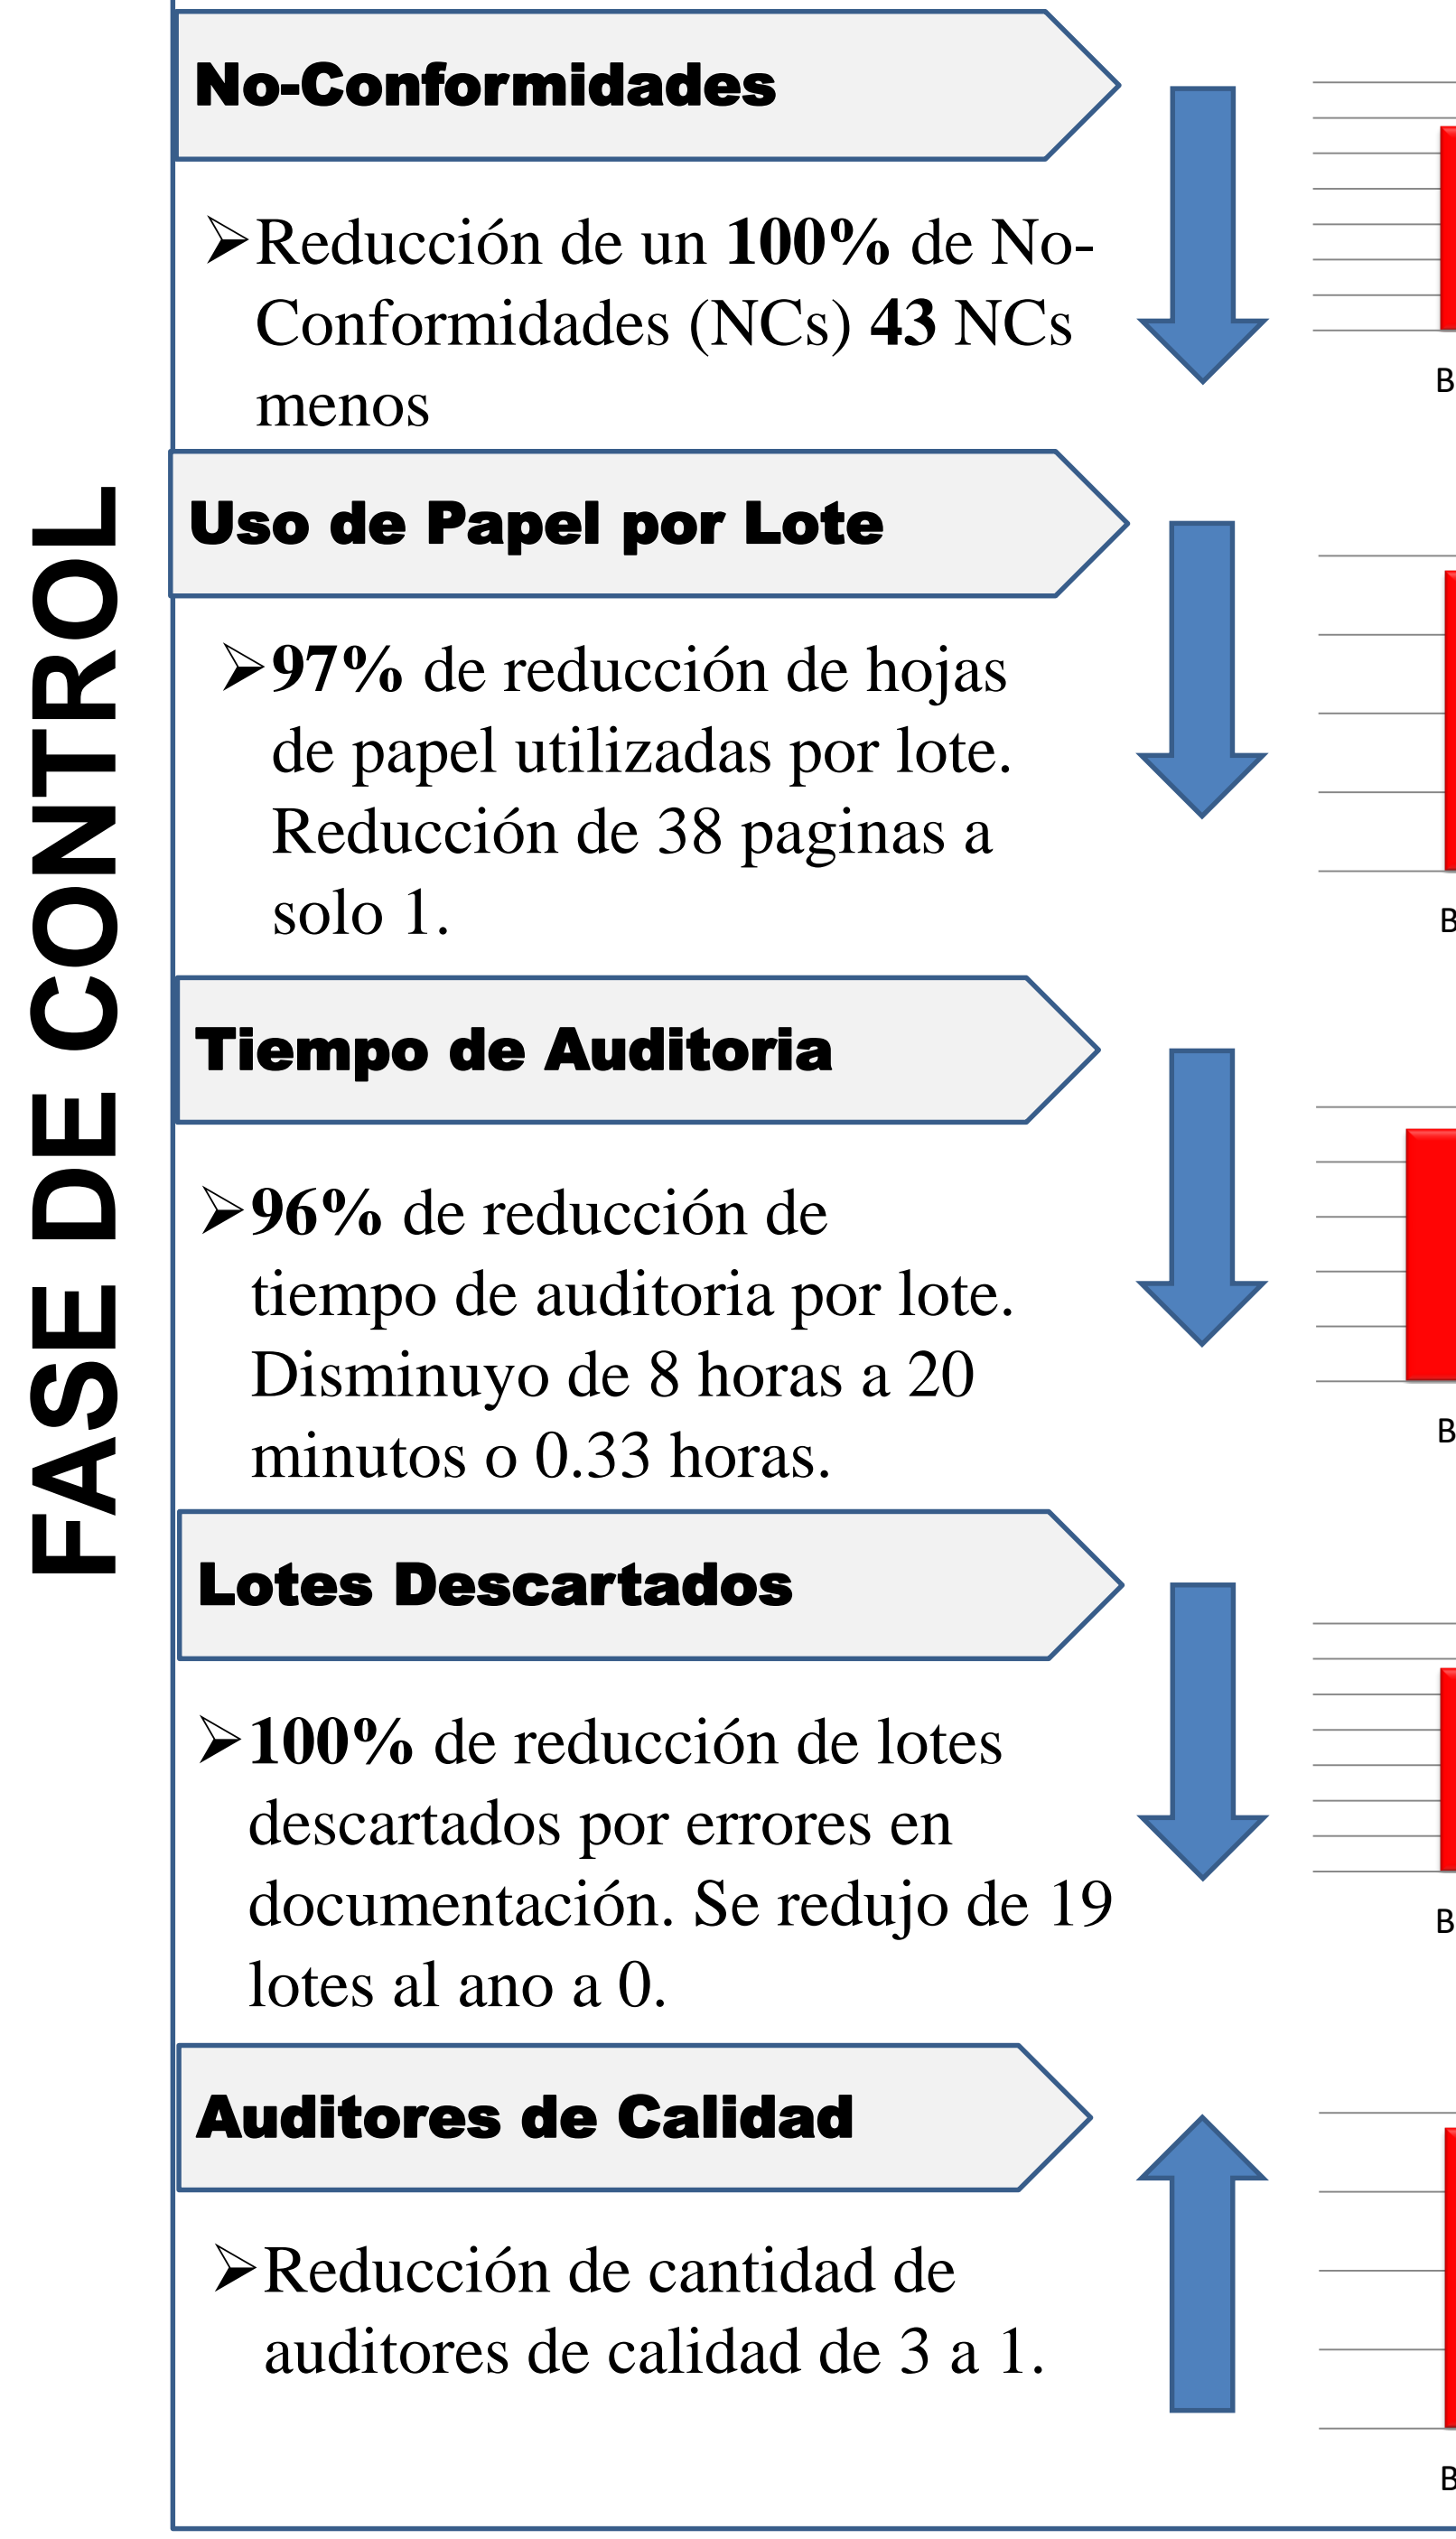 FASE DE CONTROL
No-Conformidades
➢Reducción de un 100% de No-
Conformidades (NCs) 43 NCs
menos
B
Uso de Papel por Lote
➢97% de reducción de hojas
de papel utilizadas por lote.
Reducción de 38 paginas a
solo 1.
B
Tiempo de Auditoria
➢96% de reducción de
tiempo de auditoria por lote.
Disminuyo de 8 horas a 20
minutos o 0.33 horas.
B
Lotes Descartados
➢100% de reducción de lotes
descartados por errores en
documentación. Se redujo de 19
lotes al ano a 0.
B
Auditores de Calidad
➢Reducción de cantidad de
auditores de calidad de 3 a 1.
B